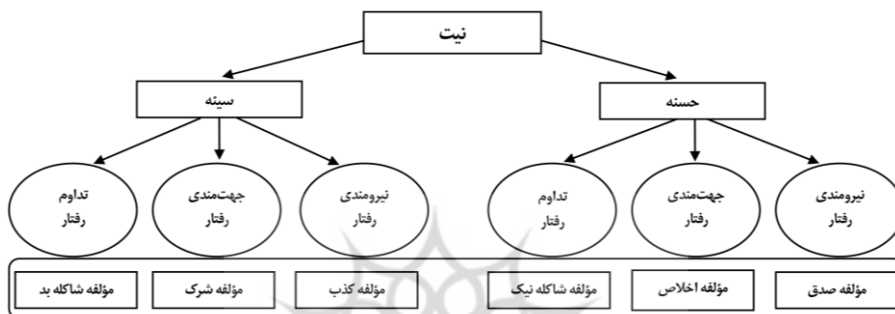 نیت
حسنه
سیئه
نیرومندی
رفتار
جهت‌مندی
رفتار
تداوم
رفتار
نیرومندی
رفتار
جهت‌مندی
رفتار
تداوم
رفتار
مؤلفه صدق
مؤلفه اخلاص
مؤلفه شاکله نیک
مؤلفه کذب
مؤلفه شرک
مؤلفه شاکله بد